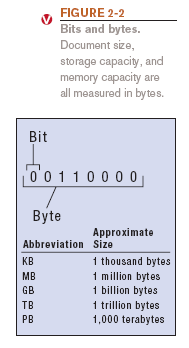 FIGURE 2-2
Bits and bytes.
Document size,
storage capacity, and
memory capacity are
all measured in bytes.
Bit
0 0 1 1 0 0 0 0
Byte
Approximate
Abbreviation Size
KB 1 thousand bytes
MB 1 million bytes
GB 1 billion bytes
TB 1 trillion bytes
PB 1,000 terabytes